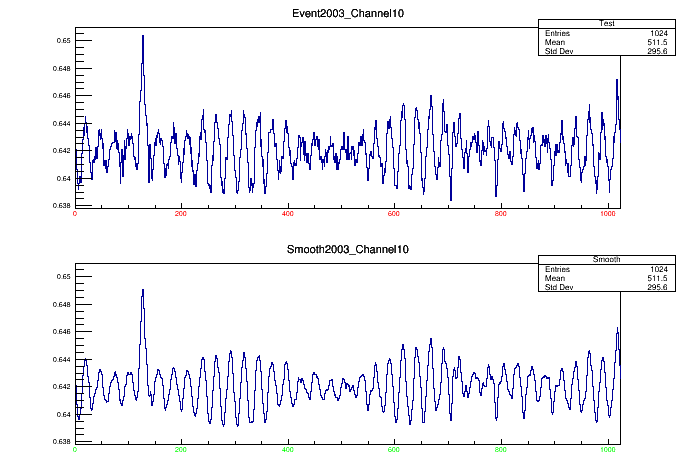 Event2003_Channel10
Test
Entries 1024
Mean 511.5
Std Dev 295.6
0.65
0.648
0.646
0.644
0.642
0.64
0.638
0 200 400 600 800 1000
Smooth2003_Channel10
Smooth
Entries 1024
Mean 511.5
Std Dev 295.6
0.65
0.648
0.646
0.644
0.642
0.64
0.638
0 200 400 600 800 1000